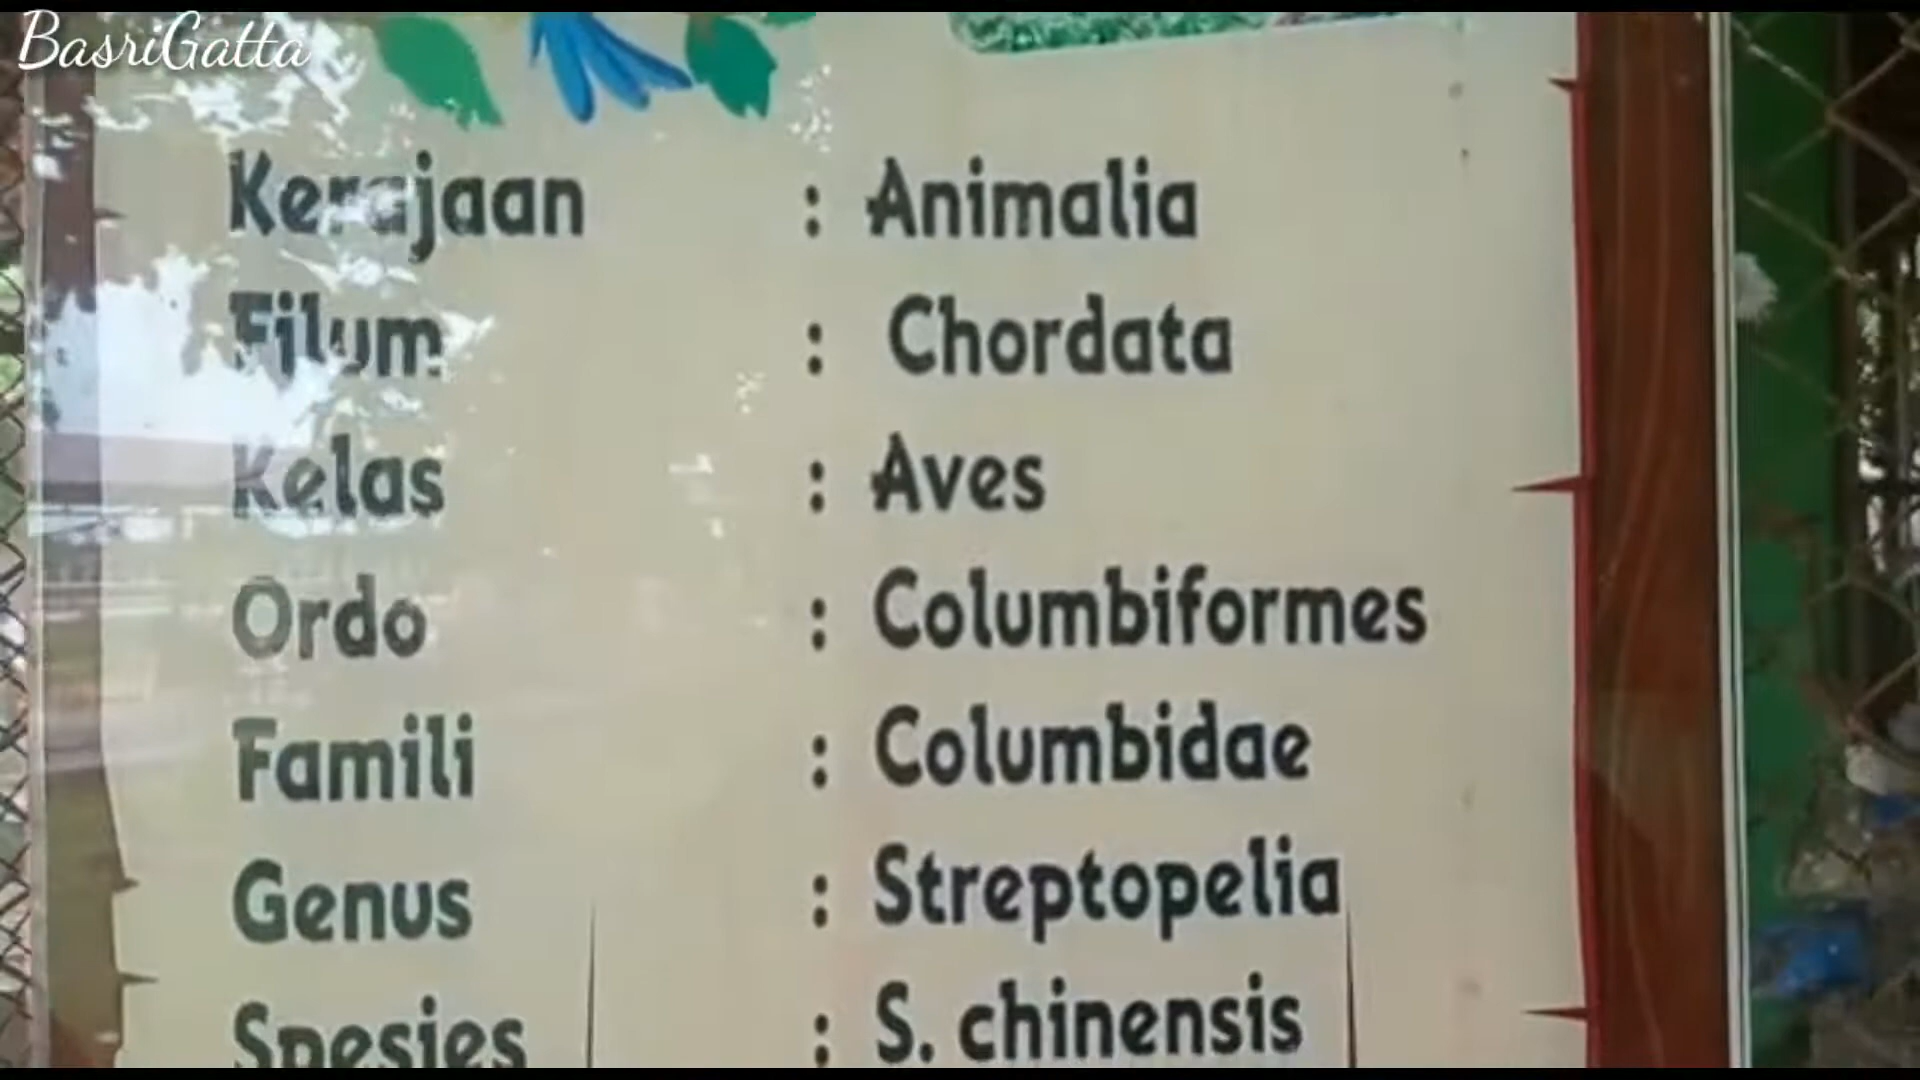 BasriGatta
Kerajaan : Animalia
Filum : Chordata
Kelas : Aves
Ordo : Columbiformes
Famili : Columbidae
Genus : Streptopelia
Spesies : S. chinensis